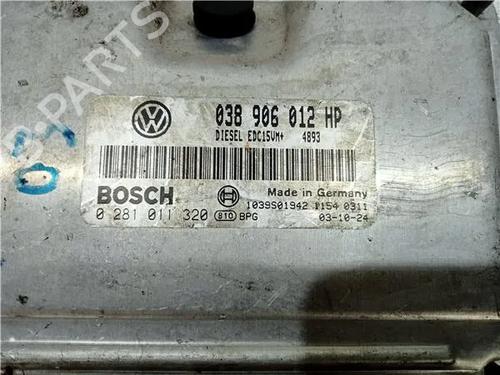 038 906 012 HP
DIESEL EDC15VM+ 4893
BOSCH
Made in Germany
0 281 011 320 810 BPG
1039S01942 1154 0311
03-10-24
B-PARTS